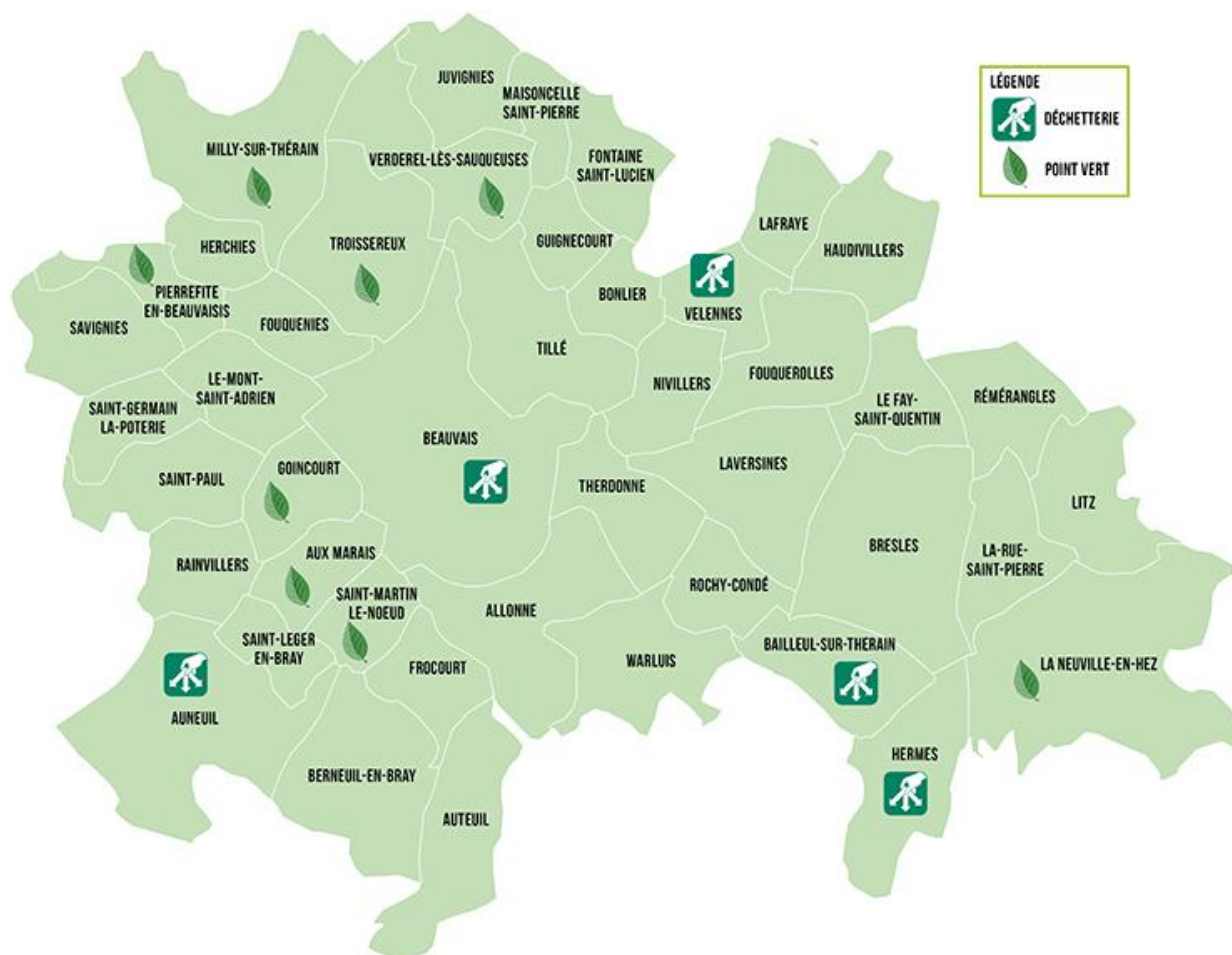 JUVIGNIES
MAISONCELLE
SAINT-PIERRE
LÉGENDE
DÉCHETTERIE
POINT VERT
MILLY-SUR-THÉRAIN
VERDEREL-LÈS-SAUQUEUSES
FONTAINE
SAINT-LUCIEN
HERCHIES
TROISSEREUX
GUIGNECOURT
LAFRAYE
HAUDIVILLERS
PIERREFITE
EN-BEAUVAISIS
BONLIER
VELENNES
SAVIGNIES
FOUQUENIES
TILLÉ
LE-MONT-
SAINT-ADRIEN
NIVILLERS
FOUQUEROLLES
SAINT-GERMAIN
LA-POTERIE
LE FAY-
SAINT-QUENTIN
RÉMÉRANGLES
BEAUVAIS
SAINT-PAUL
GOINCOURT
THERDONNE
LAVERSINES
LITZ
RAINVILLERS
AUX MARAIS
BRESLES
LA-RUE-
SAINT-PIERRE
SAINT-MARTIN
LE-NOEUD
ROCHY-CONDÉ
ALLONNE
SAINT-LEGER
EN-BRAY
FROCOURT
WARLUIS
BAILLEUL-SUR-THERAIN
LA NEUVILLE-EN-HEZ
AUNEUIL
HERMES
BERNEUIL-EN-BRAY
AUTEUIL